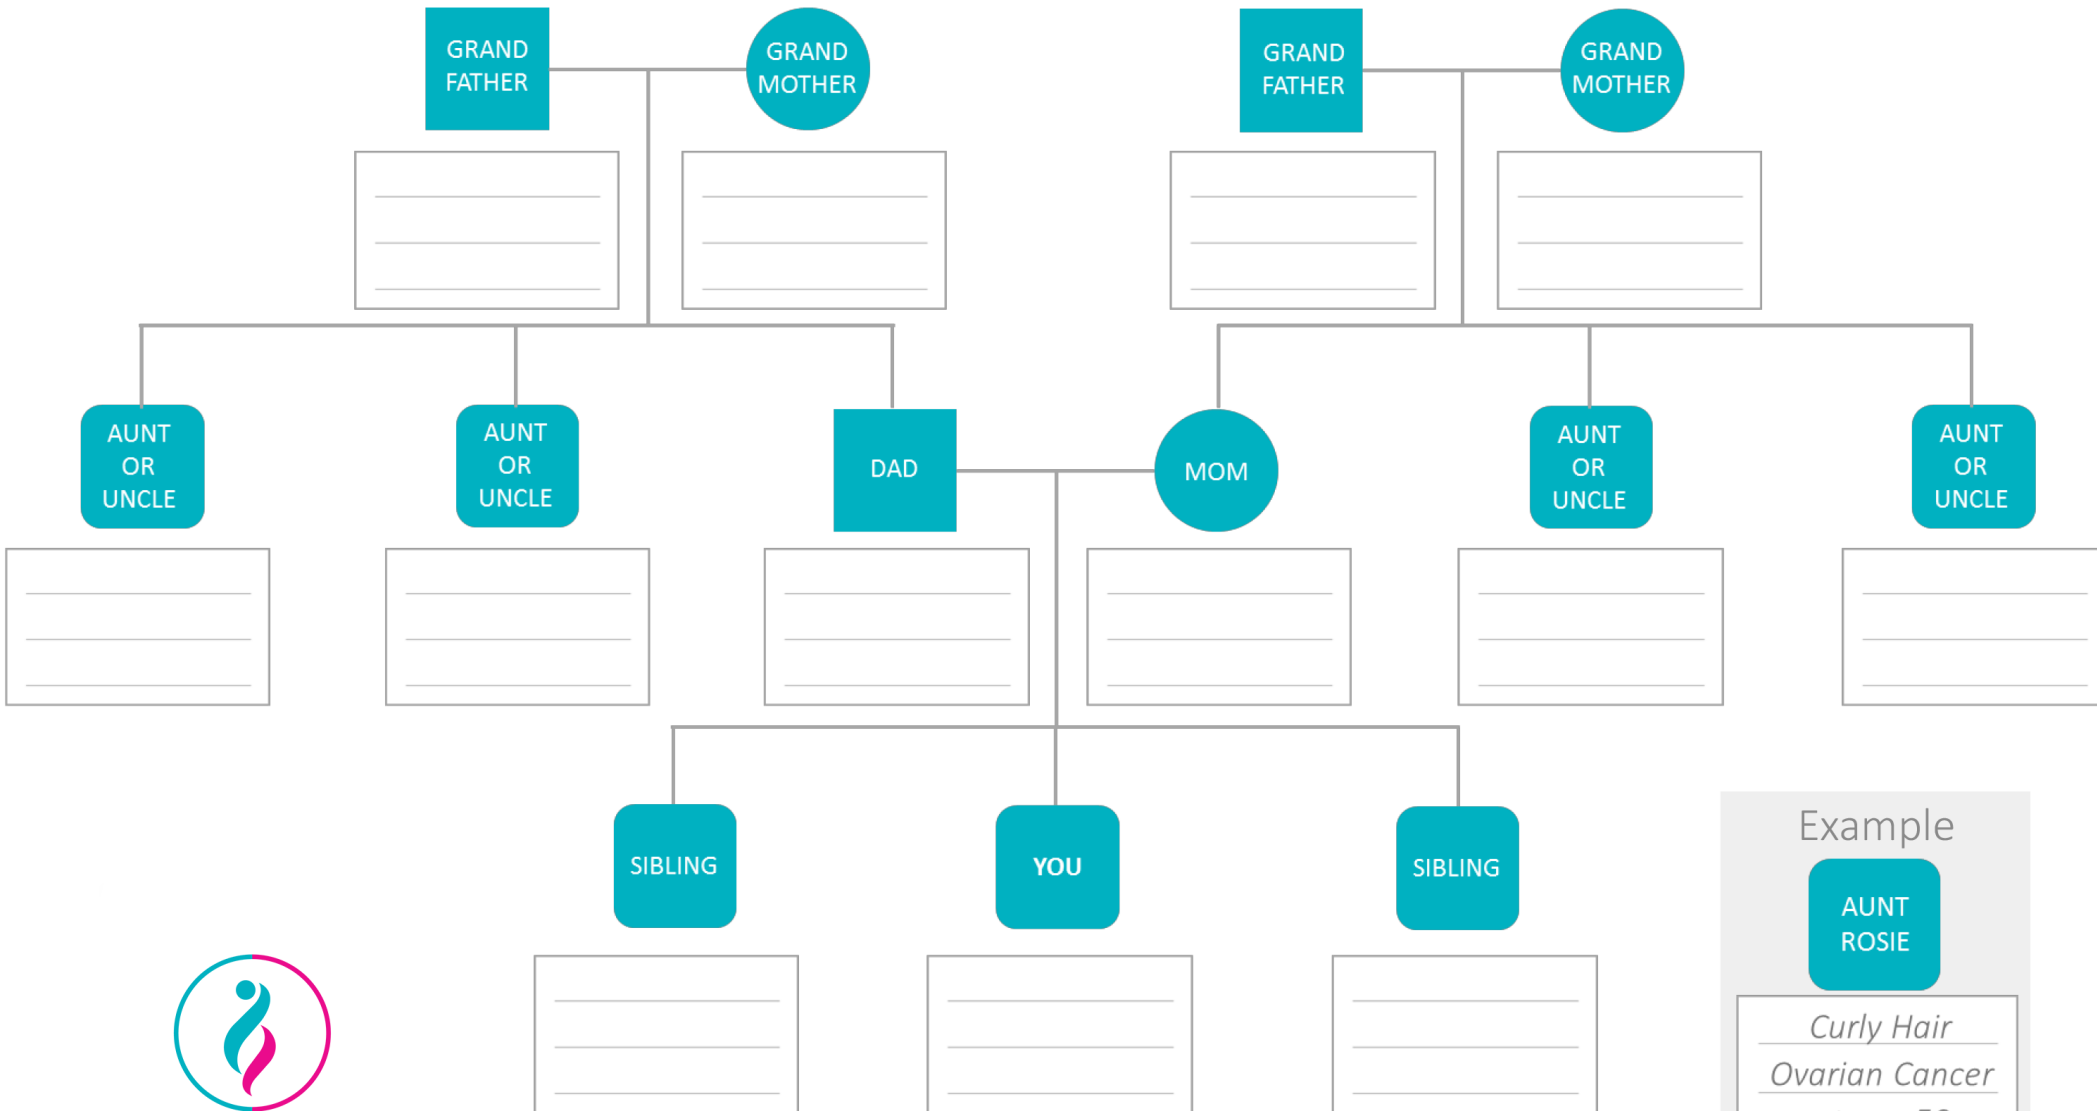 GRAND
FATHER
GRAND
MOTHER
GRAND
FATHER
GRAND
MOTHER
AUNT
OR
UNCLE
AUNT
OR
UNCLE
DAD
MOM
AUNT
OR
UNCLE
AUNT
OR
UNCLE
SIBLING
YOU
SIBLING
Example
AUNT
ROSIE
Curly Hair
Ovarian Cancer